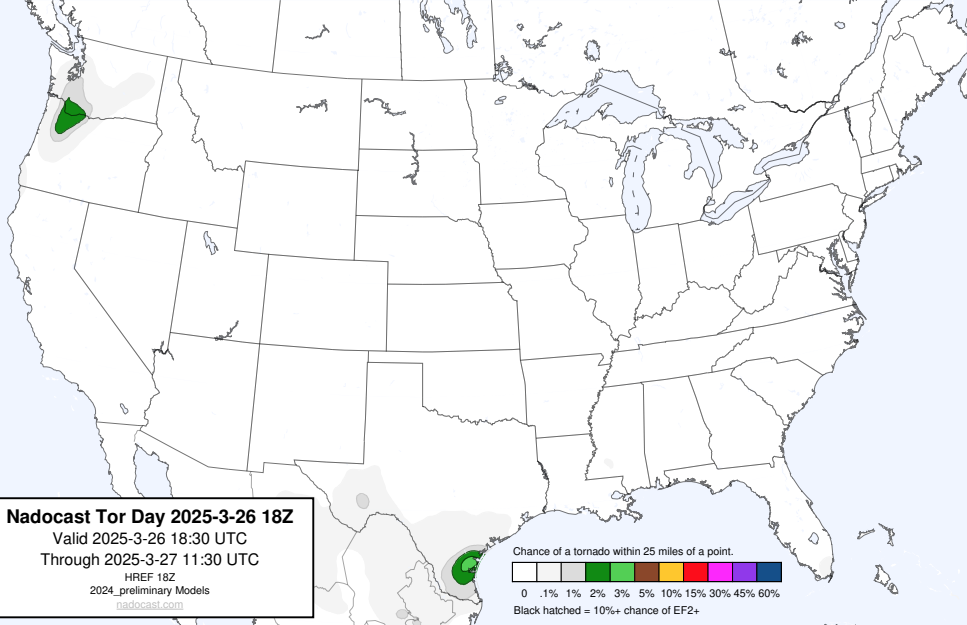 Nadocast Tor Day 2025-3-26 18Z
Valid 2025-3-26 18:30 UTC
Through 2025-3-27 11:30 UTC
HREF 18Z
2024_preliminary Models
nadocast.com
Chance of a tornado within 25 miles of a point.
0 .1% 1% 2% 3% 5% 10% 15% 30% 45% 60%
Black hatched = 10%+ chance of EF2+